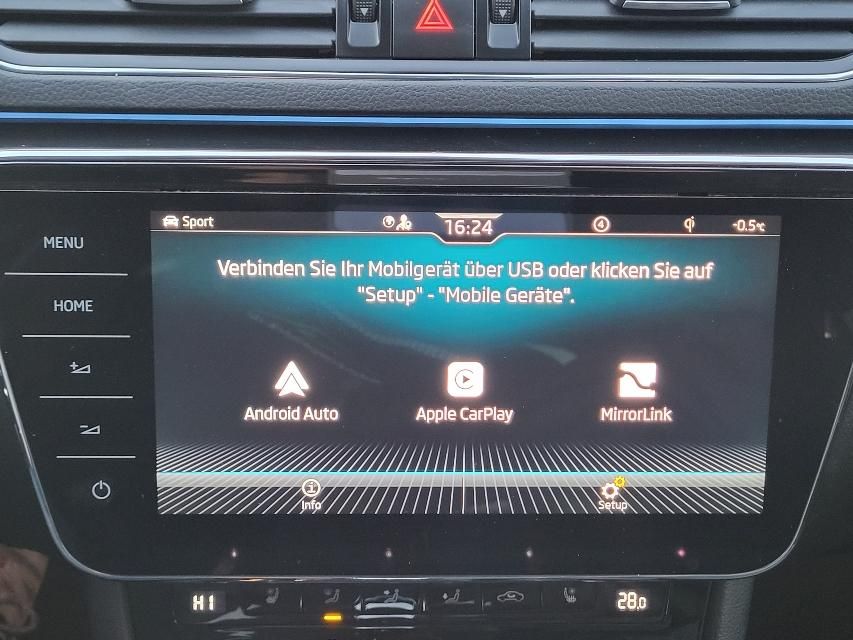 MENU
HOME
Sport
16:24
4
-0.5°C
Verbinden Sie Ihr Mobilgerät über USB oder klicken Sie auf
"Setup" - "Mobile Geräte".
Android Auto
Apple CarPlay
MirrorLink
Info
Setup
HI
28.0